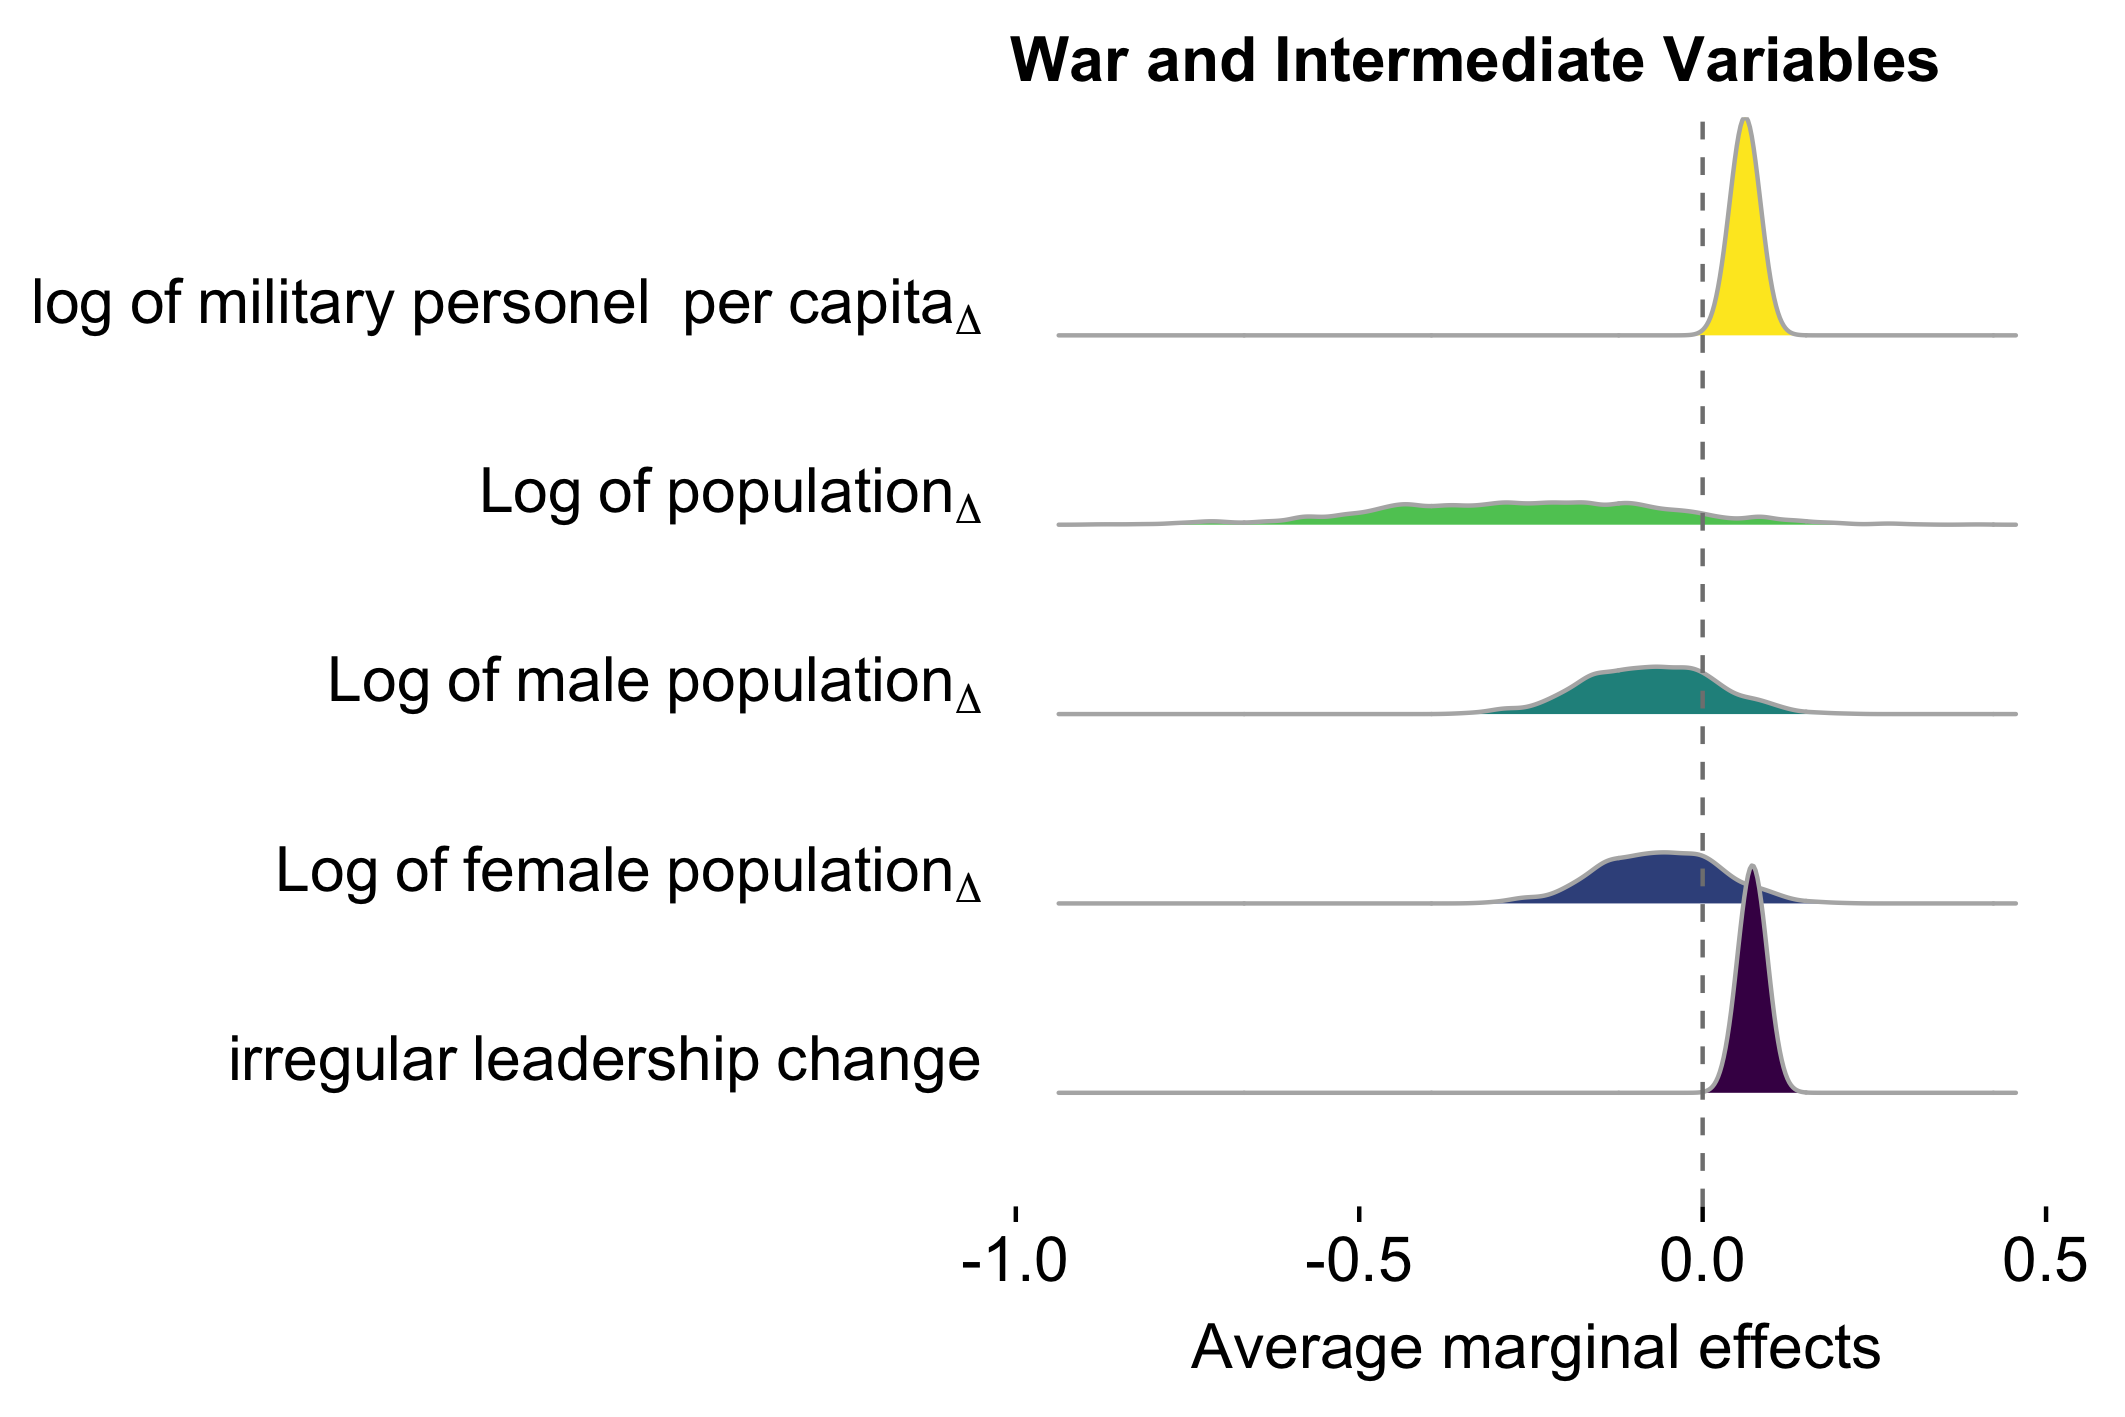 War and Intermediate Variables
log of military personel  per capitaΔ
Log of populationΔ
Log of male populationΔ
Log of female populationΔ
irregular leadership change
-1.0 -0.5 0.0 0.5
Average marginal effects